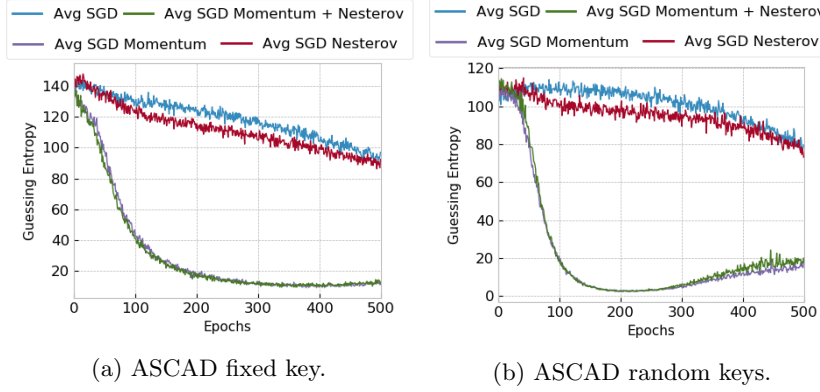 Avg SGD Avg SGD Momentum + Nesterov
Avg SGD Momentum Avg SGD Nesterov
Guessing Entropy
140
120
100
80
60
40
20
0 100 200 300 400 500
Epochs
(a) ASCAD fixed key.
Avg SGD Avg SGD Momentum + Nesterov
Avg SGD Momentum Avg SGD Nesterov
Guessing Entropy
120
100
80
60
40
20
0
0 100 200 300 400 500
Epochs
(b) ASCAD random keys.